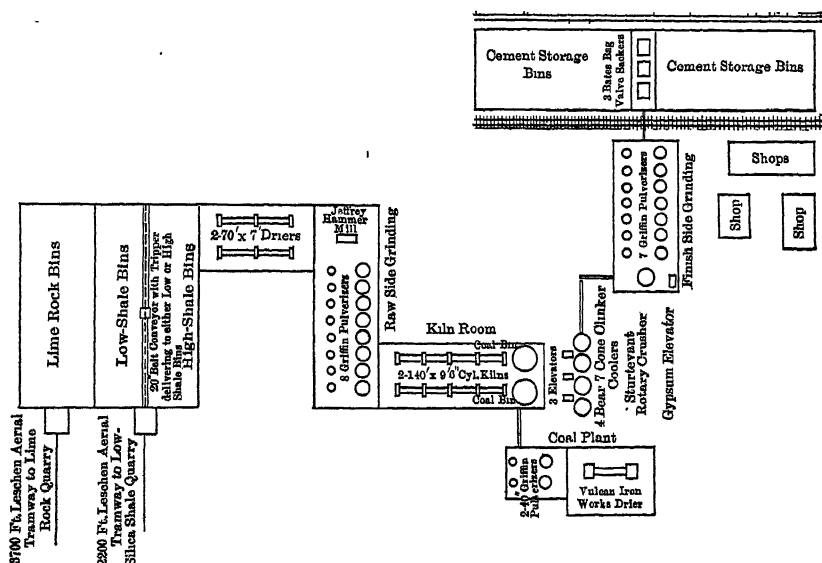 Cement Storage
Bins
3 Bates Bag
Valve Sackers
Cement Storage Bins
Shops
Shop
Shop
7 Griffin Pulverizers
Finish Side Grinding
Lime Rock Bins
Low-Shale Bins
20" Belt Conveyor with Tripper
delivering to either Low or High
Shale Bins
High-Shale Bins
2-70' x 7' Driers
Jeffrey
Hammer
Mill
8 Griffin Pulverizers
Raw Side Grinding
Kiln Room
Coal Bin
2-140' x 9'6" Cyl. Kilns
Coal Bin
3 Elevators
4 Bear 7 Cone Clinker
Coolers
Sturtevant
Rotary Crusher
Gypsum Elevator
Coal Plant
2-40" Griffin
Pulverizers
Vulcan Iron
Works Drier
3700 Ft. Leschen Aerial
Tramway to Lime
Rock Quarry
2200 Ft. Leschen Aerial
Tramway to Low-
Silica Shale Quarry